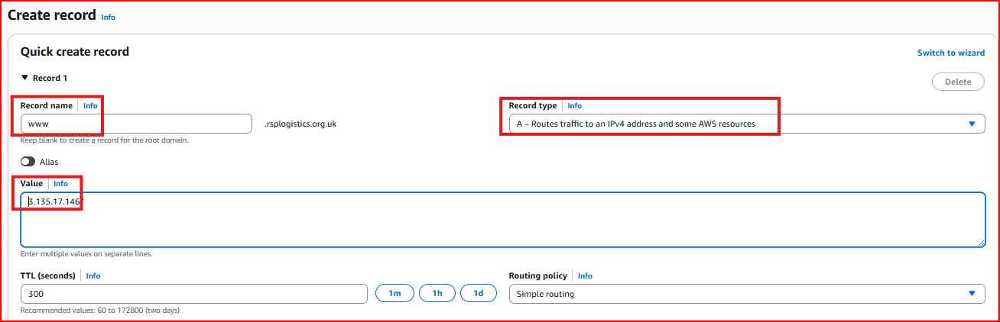 Create record Info
Quick create record
Switch to wizard
▼ Record 1
Delete
Record name Info
Record type Info
www .rsplogistics.org.uk
A – Routes traffic to an IPv4 address and some AWS resources
Keep blank to create a record for the root domain.
Alias
Value Info
3.135.17.146
Enter multiple values on separate lines.
TTL (seconds) Info
Routing policy Info
300 1m 1h 1d
Simple routing
Recommended values: 60 to 172800 (two days)